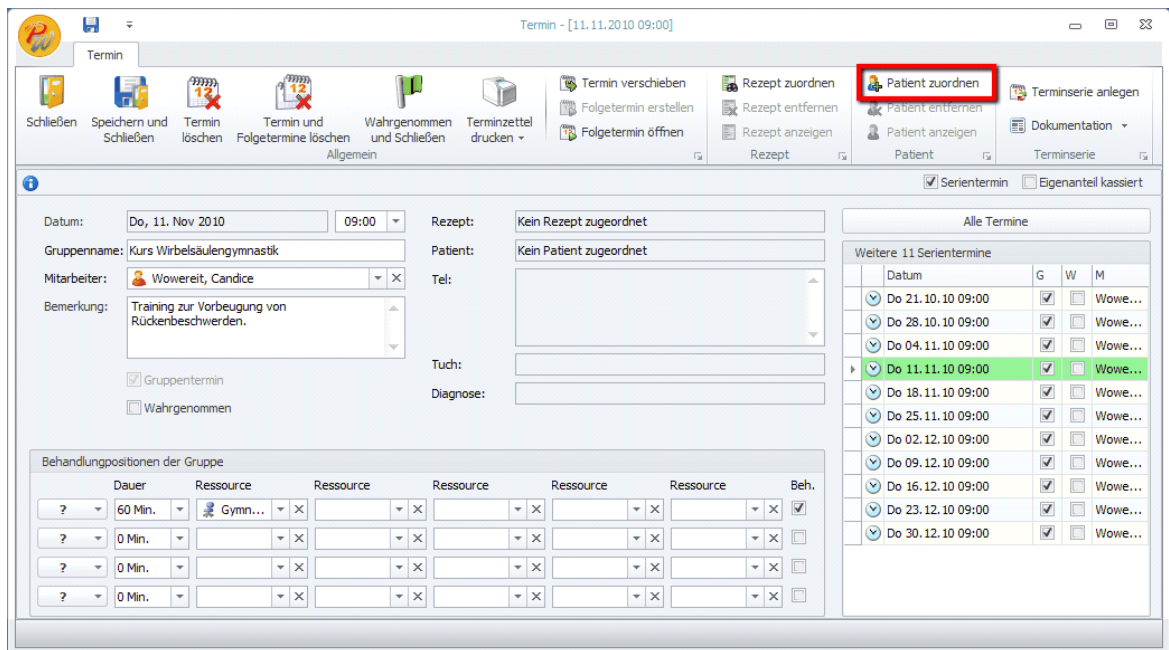 PW
Termin - [11.11.2010 09:00]
Termin
Schließen
Speichern und Schließen
Termin löschen
Termin und Folgetermine löschen
Wahrgenommen und Schließen
Terminzettel drucken
Termin verschieben
Folgetermin erstellen
Folgetermin öffnen
Allgemein
Rezept zuordnen
Rezept entfernen
Rezept anzeigen
Rezept
Patient zuordnen
Patient entfernen
Patient anzeigen
Patient
Terminserie anlegen
Dokumentation
Terminserie
Serientermin
Eigenanteil kassiert
Datum: Do, 11. Nov 2010 09:00
Gruppenname: Kurs Wirbelsäulengymnastik
Mitarbeiter: Wowereit, Candice
Bemerkung: Training zur Vorbeugung von
Rückenbeschwerden.
Gruppentermin
Wahrgenommen
Rezept: Kein Rezept zugeordnet
Patient: Kein Patient zugeordnet
Tel:
Tuch:
Diagnose:
Alle Termine
Weitere 11 Serientermine
Datum G W M
Do 21.10.10 09:00 Wowe...
Do 28.10.10 09:00 Wowe...
Do 04.11.10 09:00 Wowe...
Do 11.11.10 09:00 Wowe...
Do 18.11.10 09:00 Wowe...
Do 25.11.10 09:00 Wowe...
Do 02.12.10 09:00 Wowe...
Do 09.12.10 09:00 Wowe...
Do 16.12.10 09:00 Wowe...
Do 23.12.10 09:00 Wowe...
Do 30.12.10 09:00 Wowe...
Behandlungpositionen der Gruppe
Dauer Ressource Ressource Ressource Ressource Ressource Beh.
? 60 Min. Gymn...
? 0 Min.
? 0 Min.
? 0 Min.